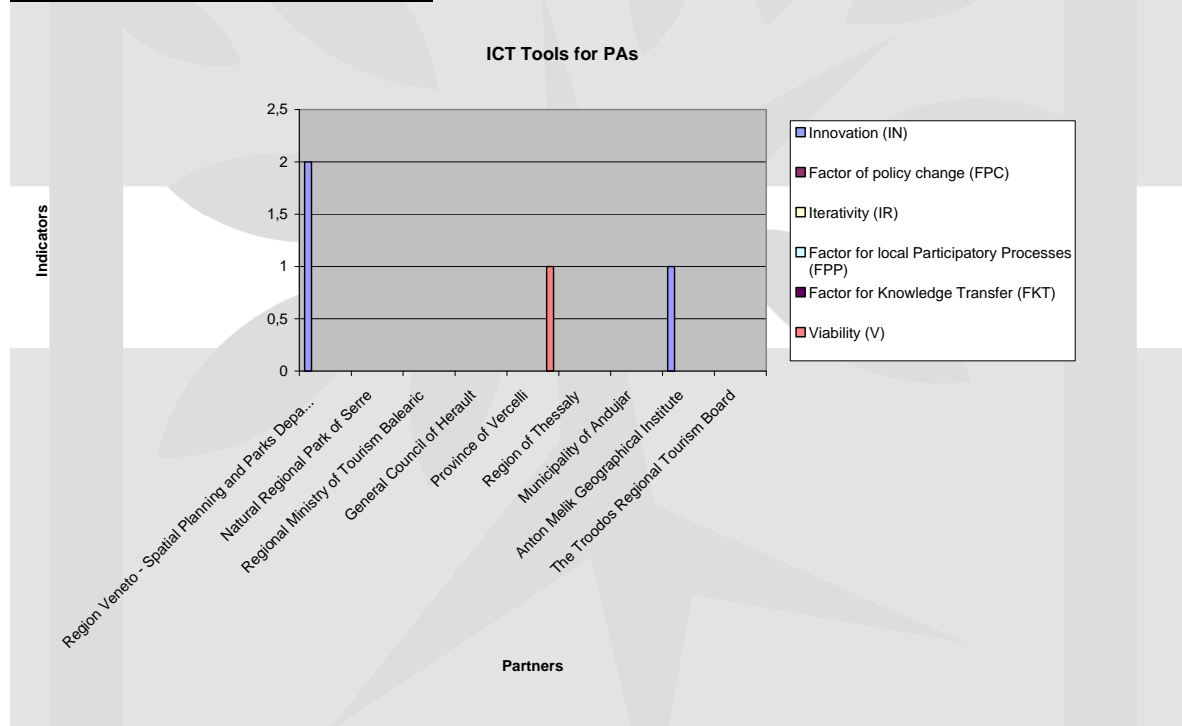 ICT Tools for PAs
2,5
2
1,5
1
0,5
0
Indicators
Region Veneto - Spatial Planning and Parks Depa...
Natural Regional Park of Serre
Regional Ministry of Tourism Balearic
General Council of Herault
Province of Vercelli
Region of Thessaly
Municipality of Andujar
Anton Melik Geographical Institute
The Troodos Regional Tourism Board
Partners
Innovation (IN)
Factor of policy change (FPC)
Iterativity (IR)
Factor for local Participatory Processes
(FPP)
Factor for Knowledge Transfer (FKT)
Viability (V)